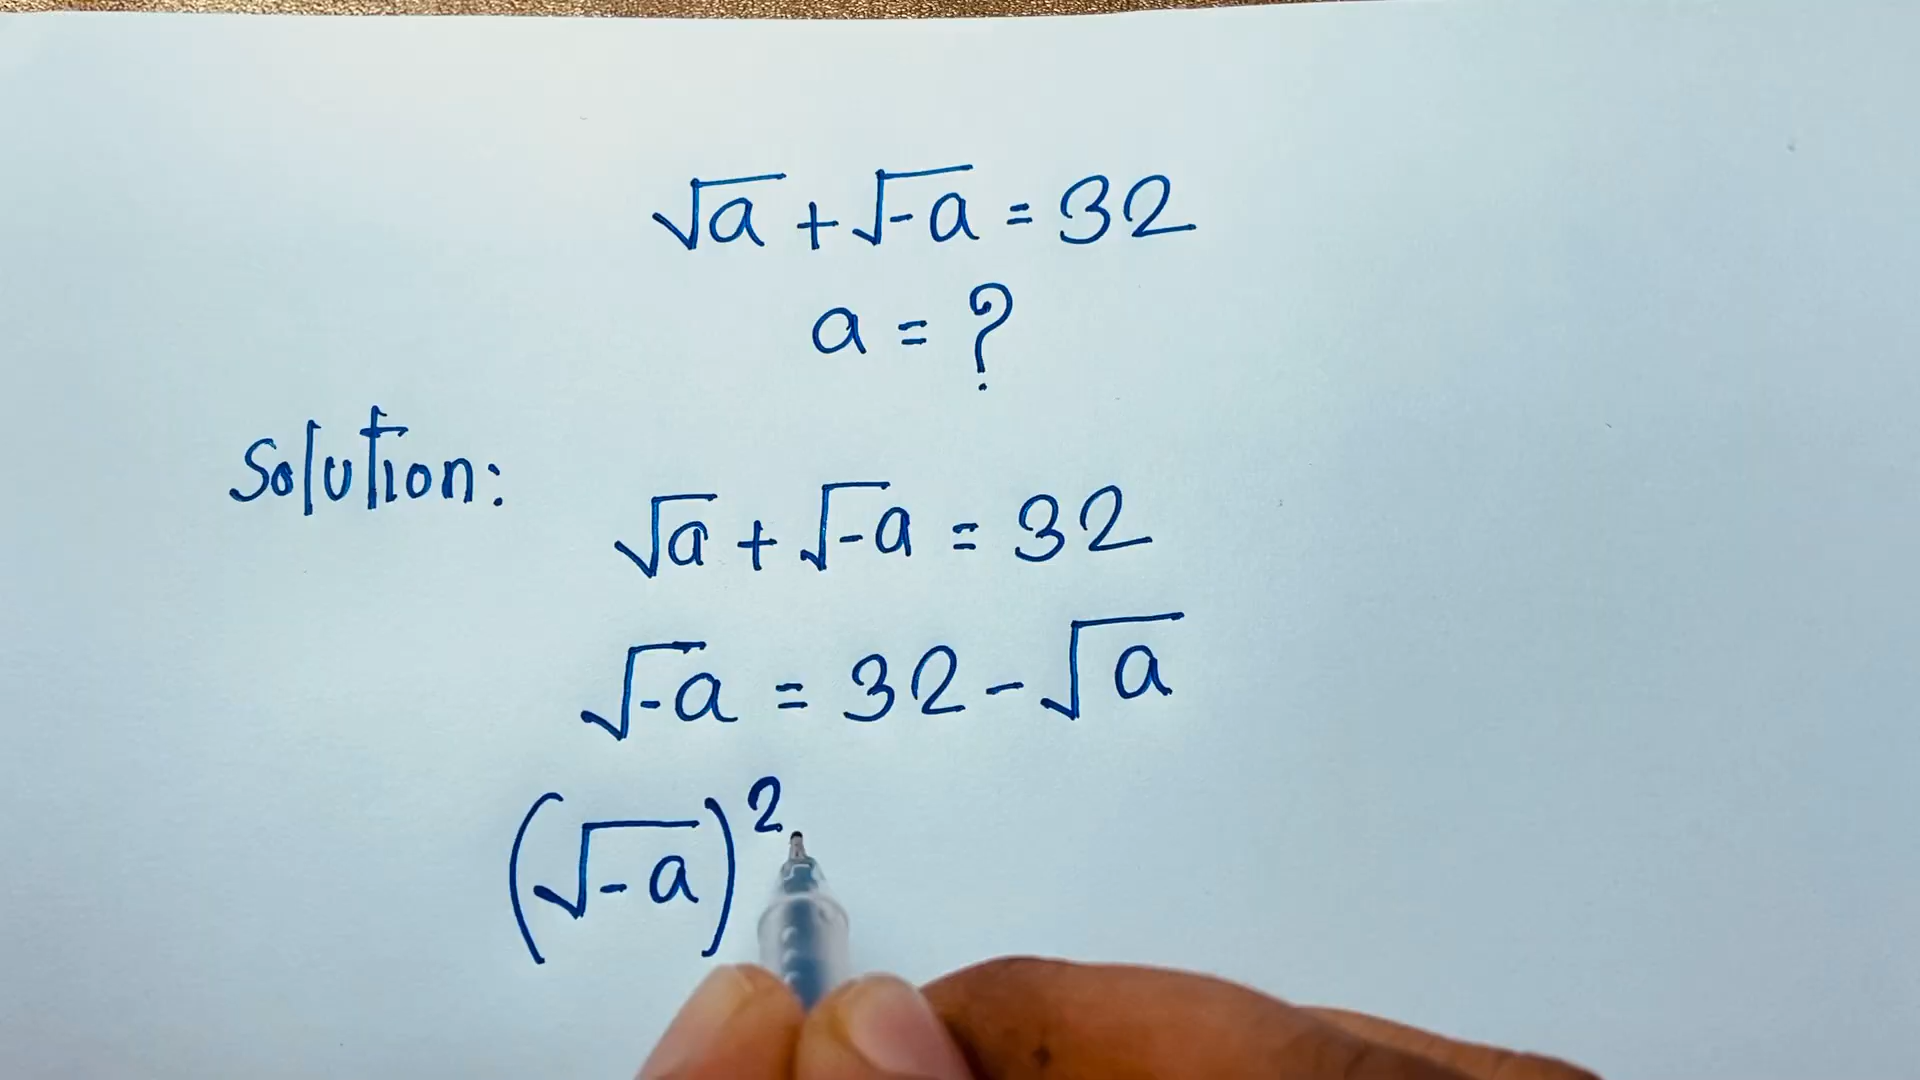 √a + √-a = 32
a = ?
Solution:
√a + √-a = 32
√-a = 32 - √a
(√-a)²